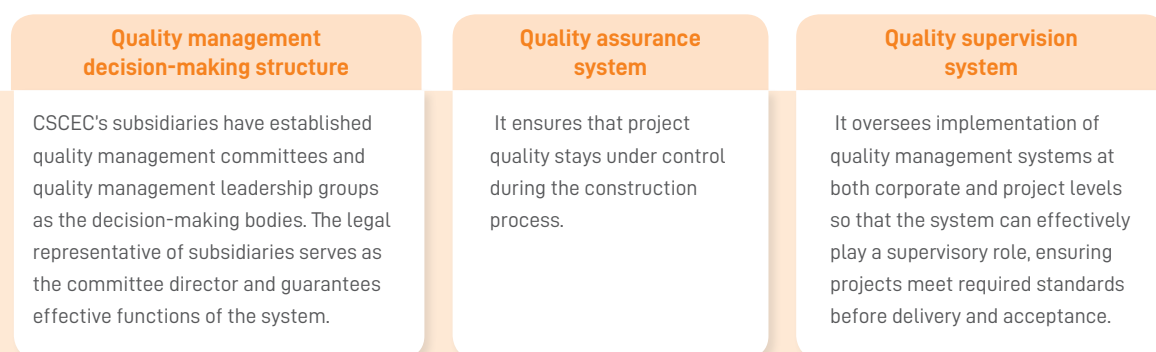 Quality management
decision-making structure
CSCEC's subsidiaries have established
quality management committees and
quality management leadership groups
as the decision-making bodies. The legal
representative of subsidiaries serves as
the committee director and guarantees
effective functions of the system.
Quality assurance
system
It ensures that project
quality stays under control
during the construction
process.
Quality supervision
system
It oversees implementation of
quality management systems at
both corporate and project levels
so that the system can effectively
play a supervisory role, ensuring
projects meet required standards
before delivery and acceptance.